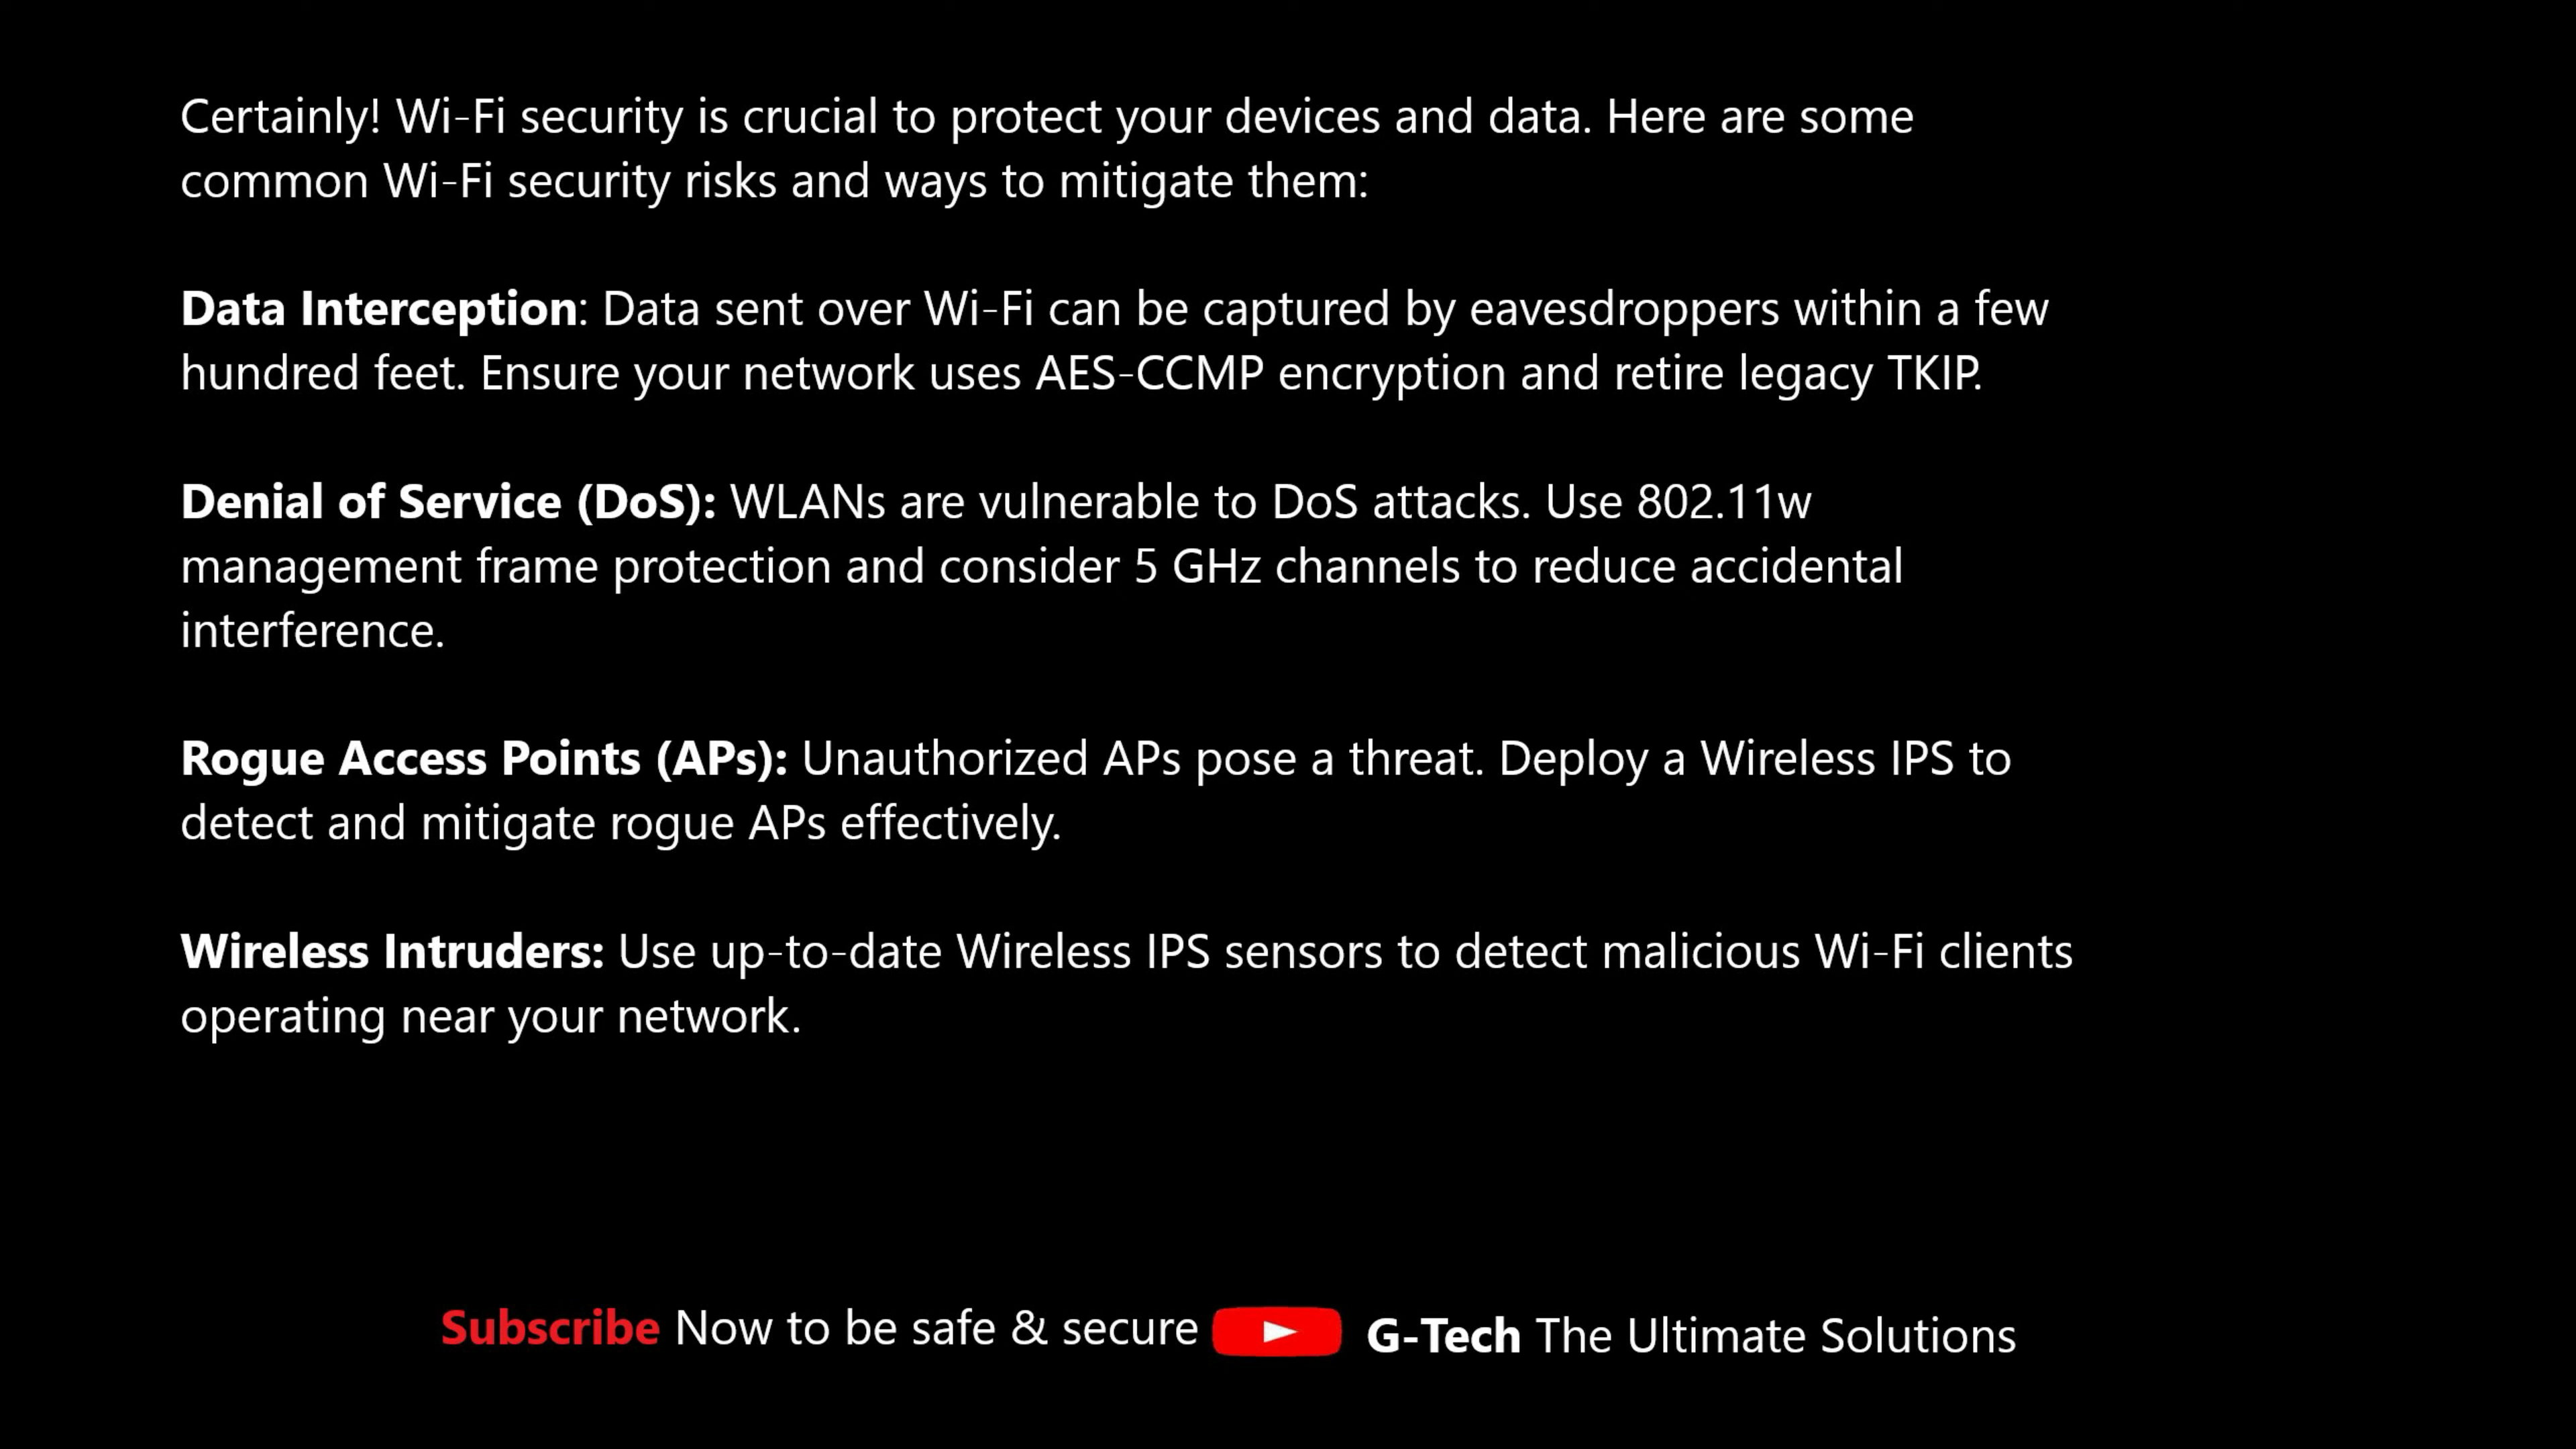 Certainly! Wi-Fi security is crucial to protect your devices and data. Here are some
common Wi-Fi security risks and ways to mitigate them:
Data Interception: Data sent over Wi-Fi can be captured by eavesdroppers within a few
hundred feet. Ensure your network uses AES-CCMP encryption and retire legacy TKIP.
Denial of Service (DoS): WLANs are vulnerable to DoS attacks. Use 802.11w
management frame protection and consider 5 GHz channels to reduce accidental
interference.
Rogue Access Points (APs): Unauthorized APs pose a threat. Deploy a Wireless IPS to
detect and mitigate rogue APs effectively.
Wireless Intruders: Use up-to-date Wireless IPS sensors to detect malicious Wi-Fi clients
operating near your network.
Subscribe Now to be safe & secure G-Tech The Ultimate Solutions